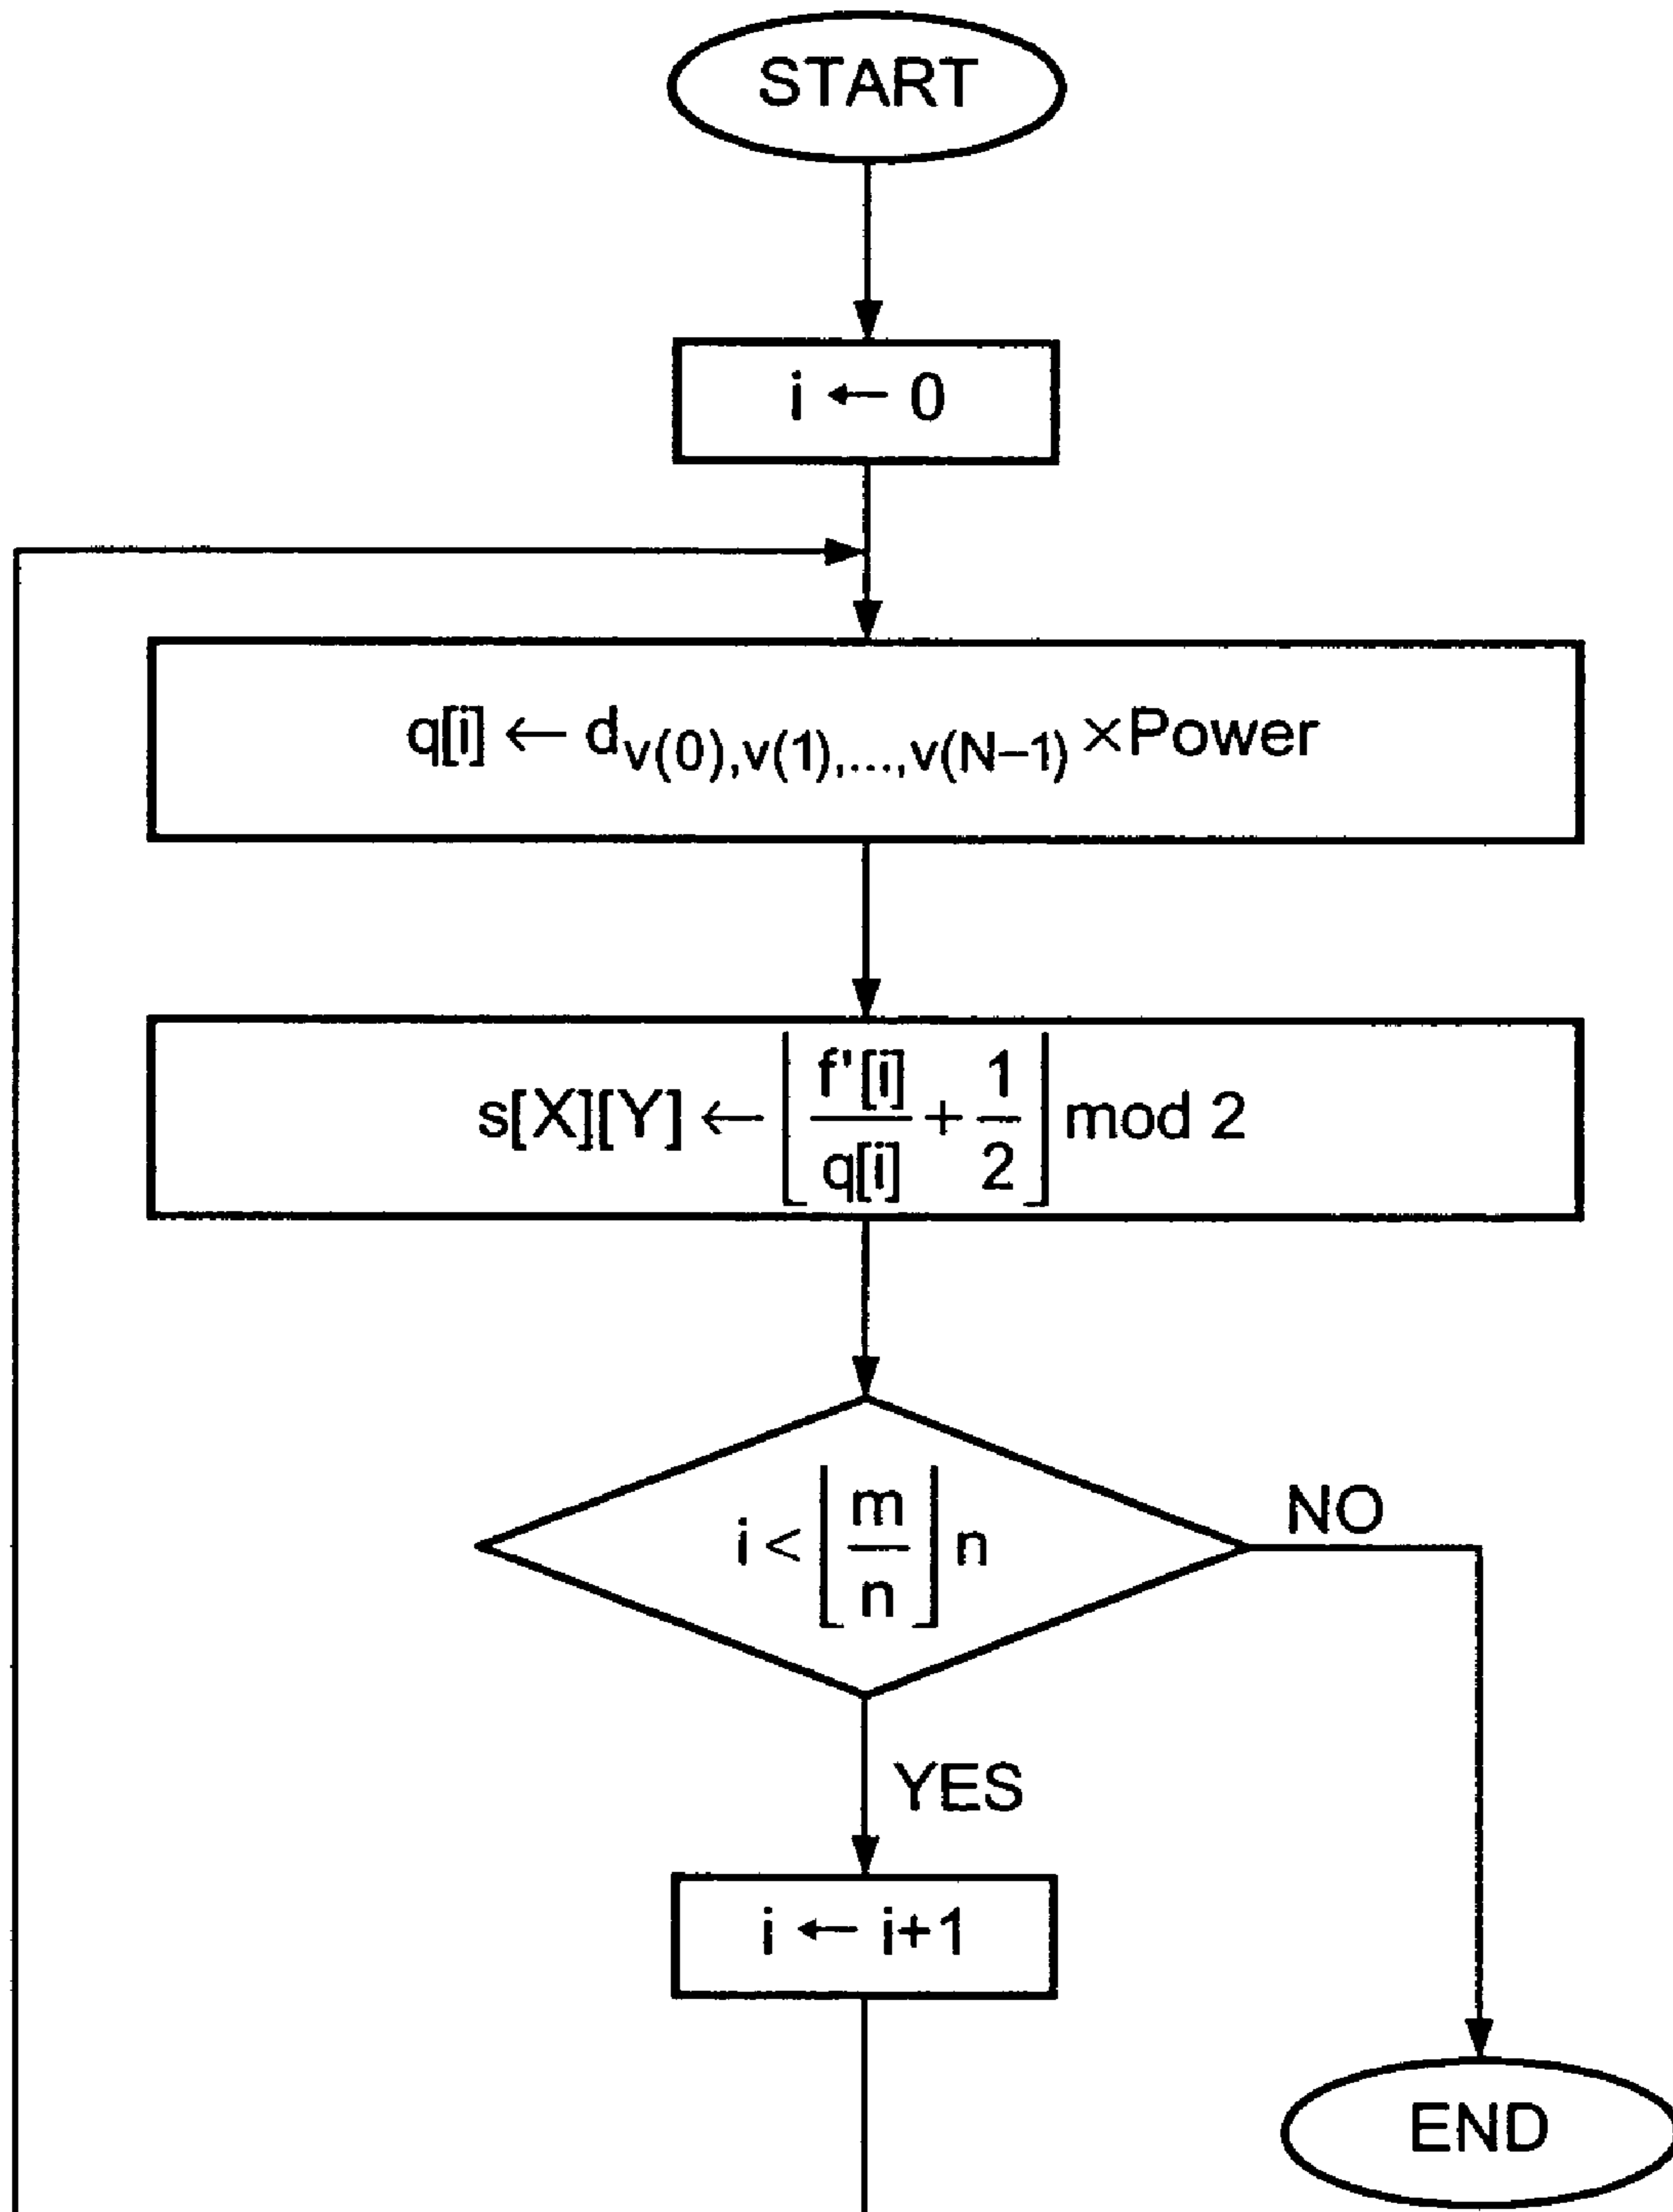 START
i ← 0
q[i] ← d_{v(0),v(1),...,v(N−1)} ×Power
s[X][Y] ← ⌊ f'[i] / q[i] + 1 / 2 ⌋ mod 2
i < ⌊ m / n ⌋ n
NO
YES
i ← i+1
END